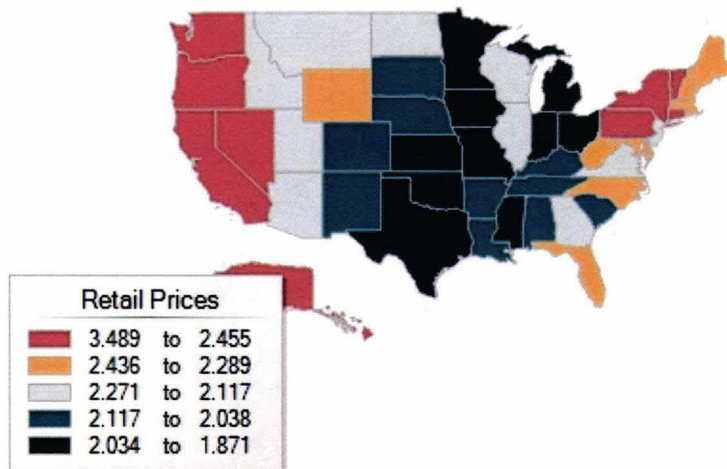 Retail Prices
3.489 to 2.455
2.436 to 2.289
2.271 to 2.117
2.117 to 2.038
2.034 to 1.871